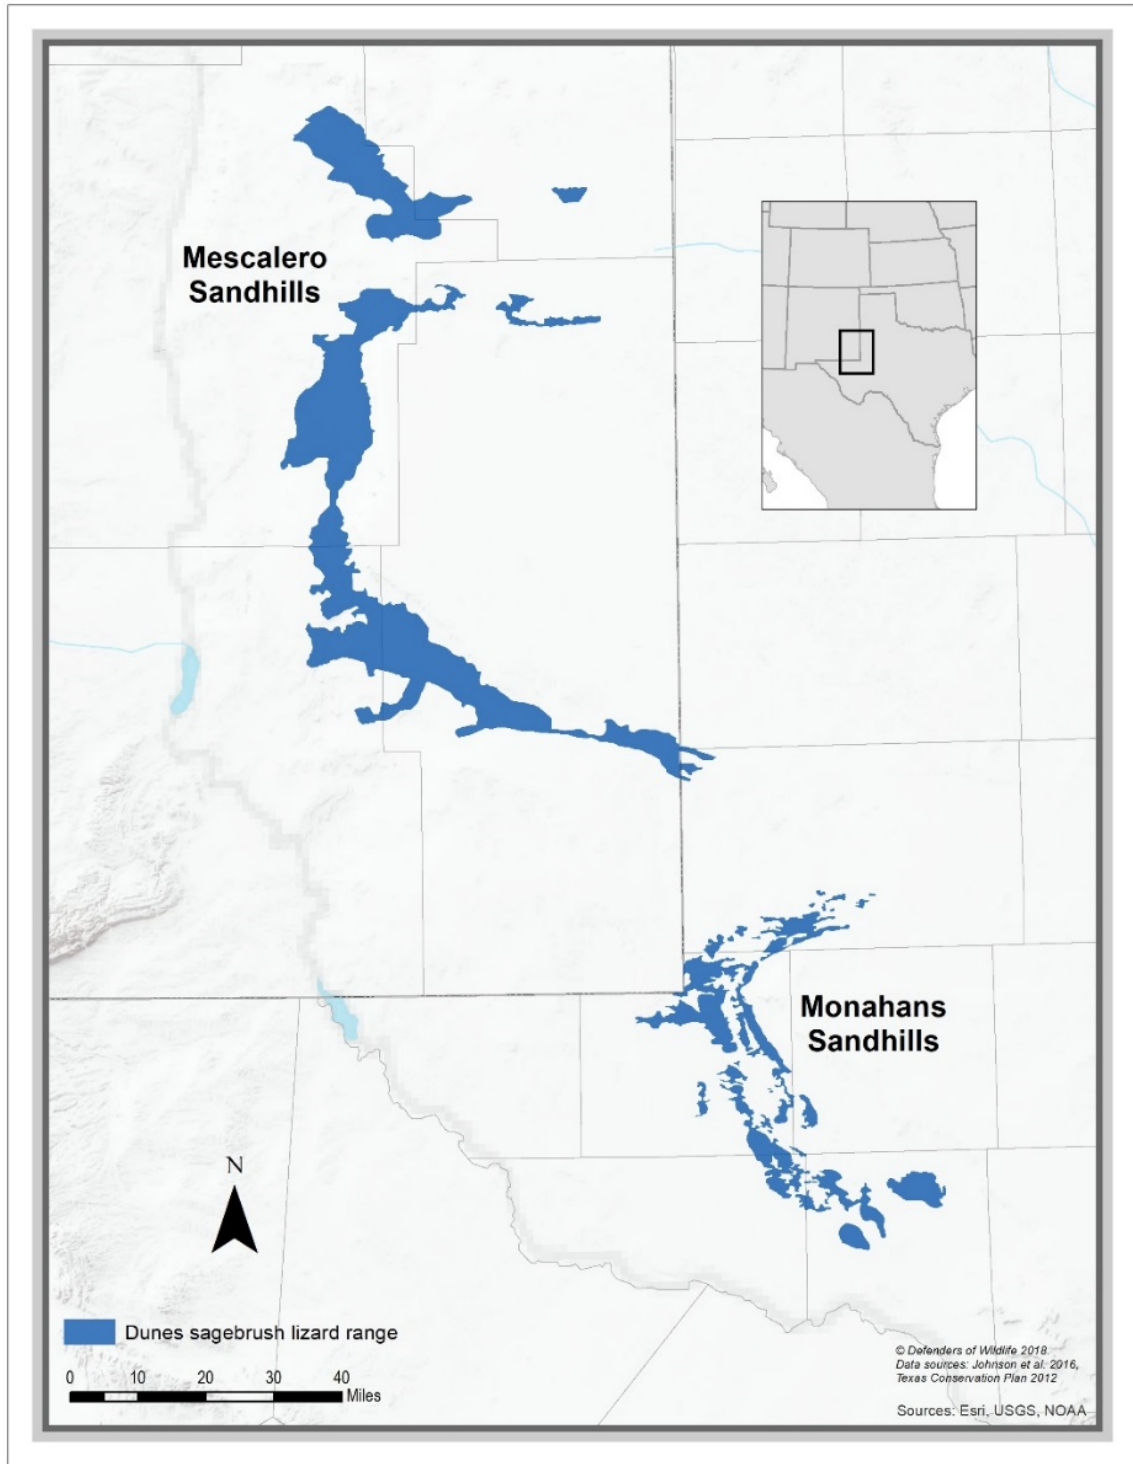 Mescalero
Sandhills
Monahans
Sandhills
N
Dunes sagebrush lizard range
0 10 20 30 40
Miles
© Defenders of Wildlife 2018.
Data sources: Johnson et al. 2016,
Texas Conservation Plan 2012
Sources: Esri, USGS, NOAA